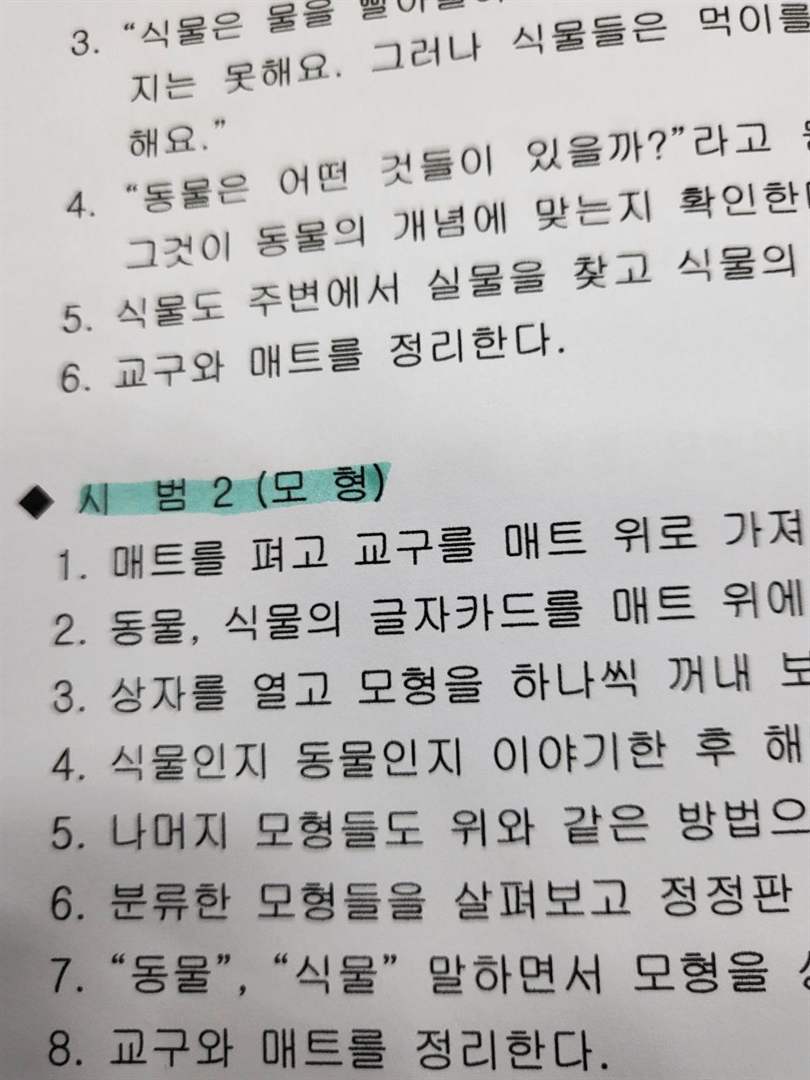 3. “식물은 물을
지는 못해요. 그러나 식물들은 먹이를
해요.”
4. “동물은 어떤 것들이 있을까?”라고
그것이 동물의 개념에 맞는지 확인한
5. 식물도 주변에서 실물을 찾고 식물의
6. 교구와 매트를 정리한다.
◆ 시 범 2 (모 형)
1. 매트를 펴고 교구를 매트 위로 가져
2. 동물, 식물의 글자카드를 매트 위에
3. 상자를 열고 모형을 하나씩 꺼내 보
4. 식물인지 동물인지 이야기한 후 해
5. 나머지 모형들도 위와 같은 방법으
6. 분류한 모형들을 살펴보고 정정판
7. “동물”, “식물” 말하면서 모형을
8. 교구와 매트를 정리한다.